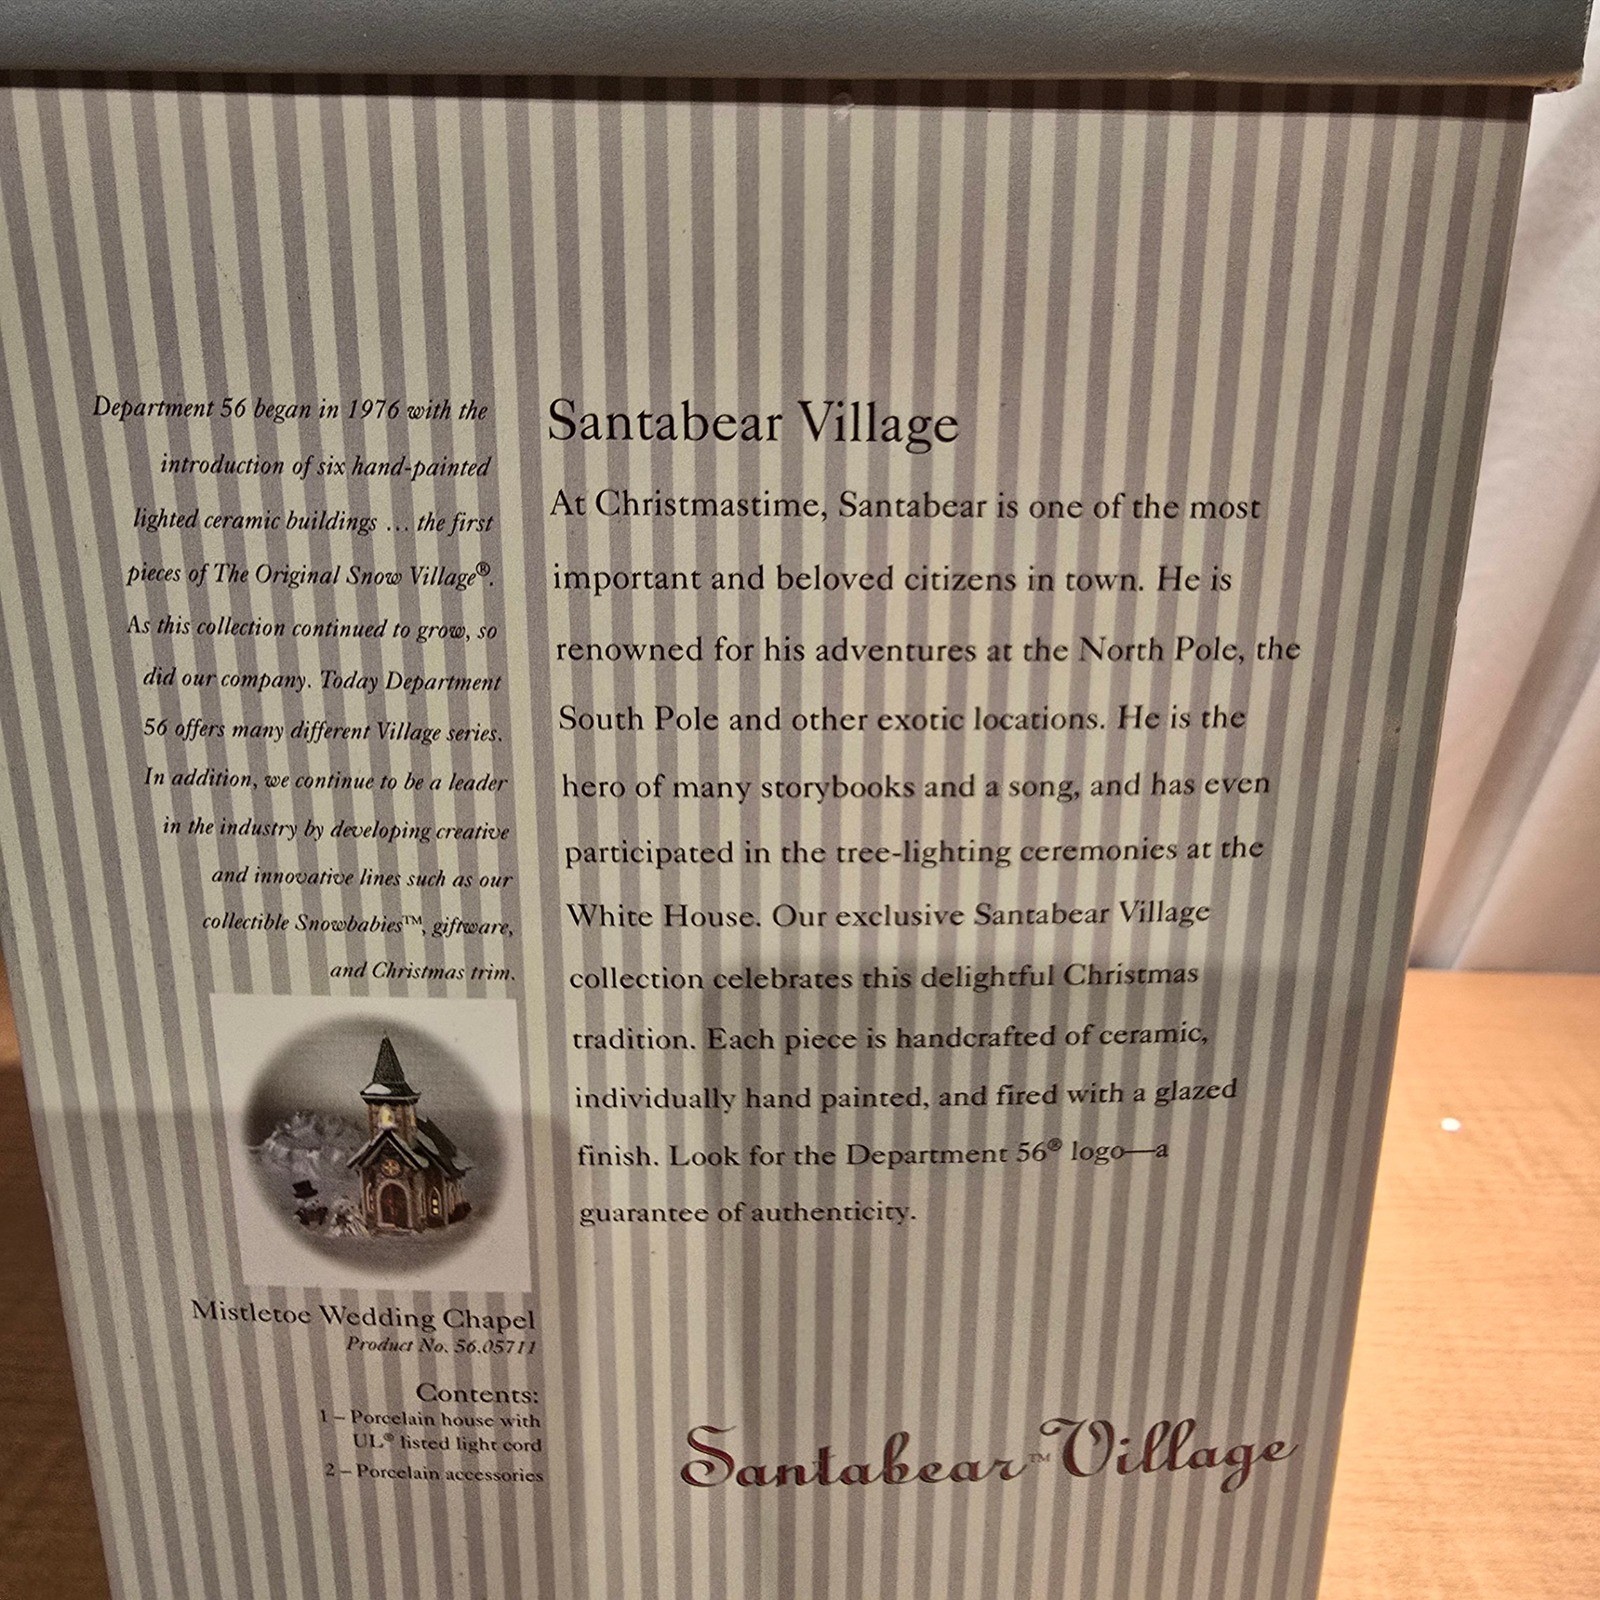 Department 56 began in 1976 with the
introduction of six hand-painted
lighted ceramic buildings ... the first
pieces of The Original Snow Village®.
As this collection continued to grow, so
did our company. Today Department
56 offers many different Village series.
In addition, we continue to be a leader
in the industry by developing creative
and innovative lines such as our
collectible Snowbabies™, giftware,
and Christmas trim.
Mistletoe Wedding Chapel
Product No. 56.05711
Contents:
1 – Porcelain house with
UL® listed light cord
2 – Porcelain accessories
Santabear Village
At Christmastime, Santabear is one of the most
important and beloved citizens in town. He is
renowned for his adventures at the North Pole, the
South Pole and other exotic locations. He is the
hero of many storybooks and a song, and has even
participated in the tree-lighting ceremonies at the
White House. Our exclusive Santabear Village
collection celebrates this delightful Christmas
tradition. Each piece is handcrafted of ceramic,
individually hand painted, and fired with a glazed
finish. Look for the Department 56® logo—a
guarantee of authenticity.
Santabear™ Village